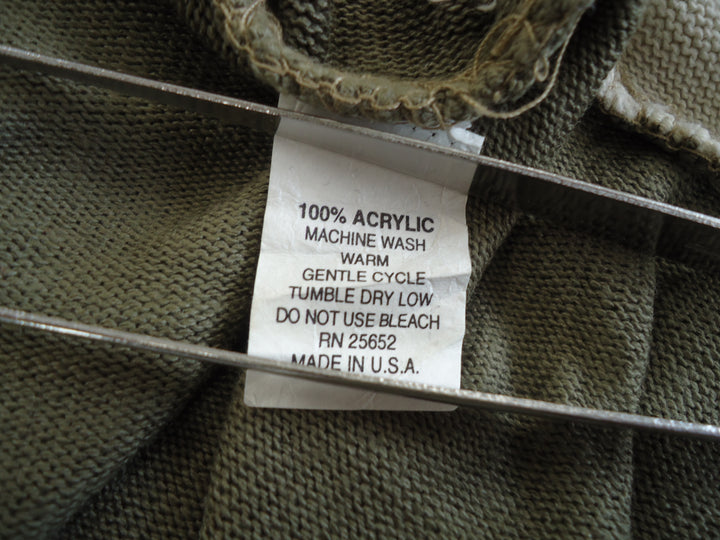 100% ACRYLIC
MACHINE WASH
WARM
GENTLE CYCLE
TUMBLE DRY LOW
DO NOT USE BLEACH
RN 25652
MADE IN U.S.A.